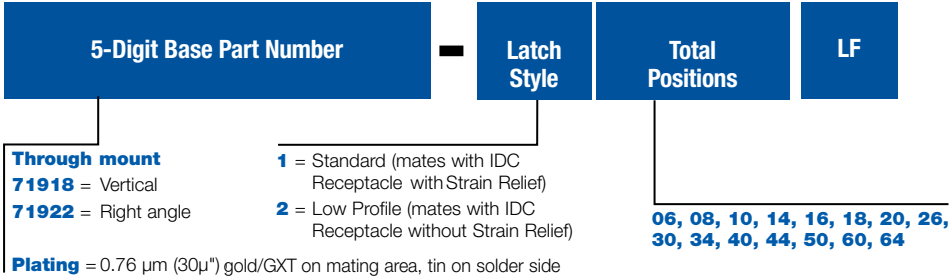 5-Digit Base Part Number
-
Latch
Style
Total
Positions
LF
Through mount
71918 = Vertical
71922 = Right angle
1 = Standard (mates with IDC
Receptacle with Strain Relief)
2 = Low Profile (mates with IDC
Receptacle without Strain Relief)
06, 08, 10, 14, 16, 18, 20, 26,
30, 34, 40, 44, 50, 60, 64
Plating = 0.76 µm (30µ") gold/GXT on mating area, tin on solder side